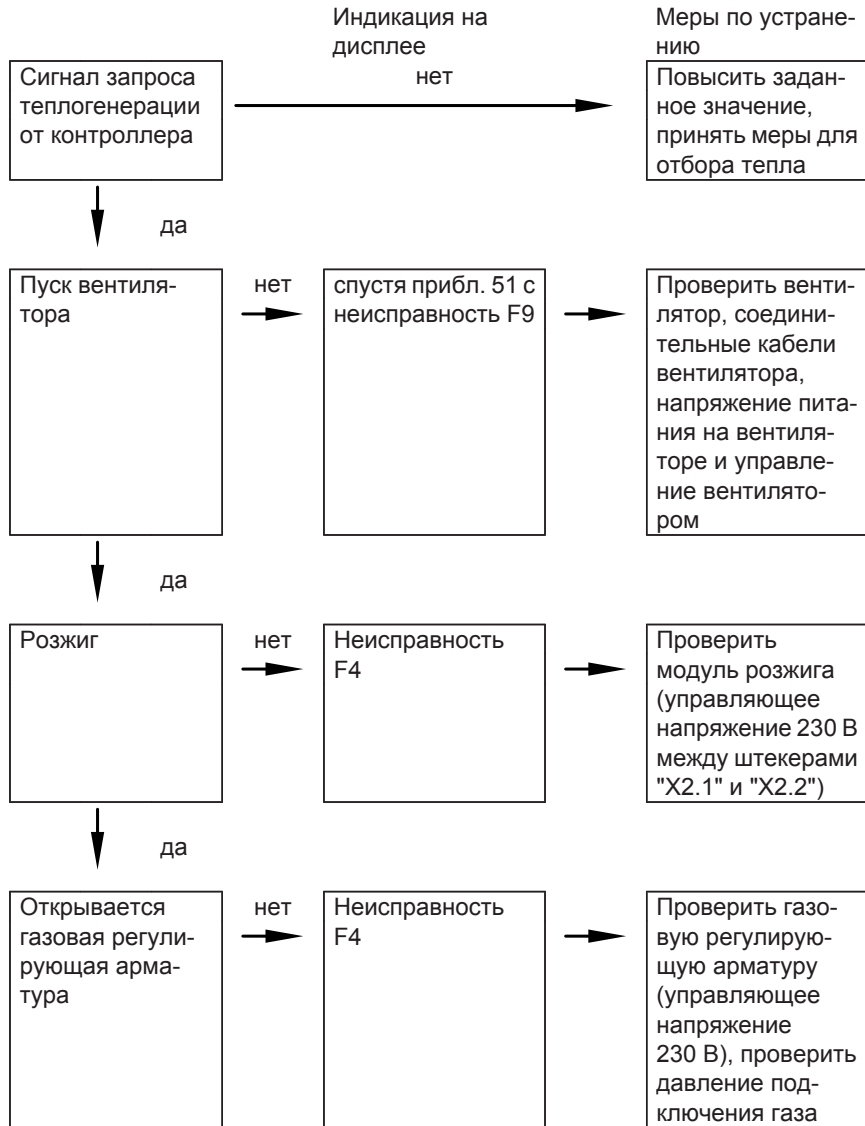 Индикация на
дисплее
Меры по устране-
нию
Сигнал запроса
теплогенерации
от контроллера
нет
Повысить задан-
ное значение,
принять меры для
отбора тепла
да
Пуск вентиля-
тора
нет
спустя прибл. 51 с
неисправность F9
Проверить венти-
лятор, соедини-
тельные кабели
вентилятора,
напряжение пита-
ния на вентиля-
торе и управле-
ние вентилято-
ром
да
Розжиг
нет
Неисправность
F4
Проверить
модуль розжига
(управляющее
напряжение 230 В
между штекерами
"X2.1" и "X2.2")
да
Открывается
газовая регули-
рующая арма-
тура
нет
Неисправность
F4
Проверить газо-
вую регулирую-
щую арматуру
(управляющее
напряжение
230 В), проверить
давление под-
ключения газа